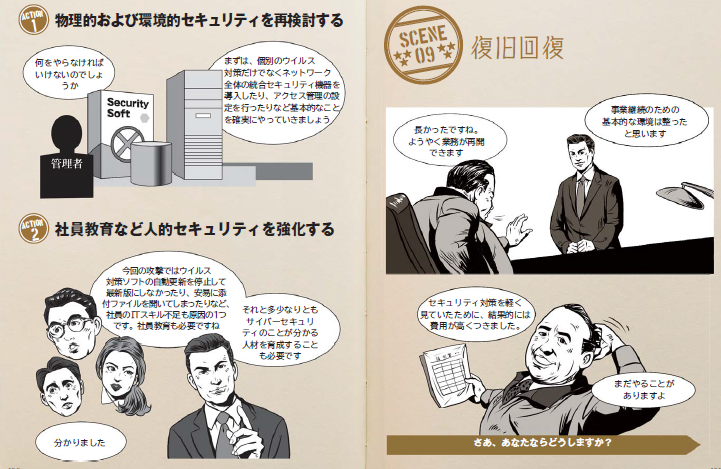 ACTION
1
物理的および環境的セキュリティを再検討する
何をやらなければ
いけないのでしょ
うか
まずは、個別のウイルス
対策だけでなくネットワーク
全体の統合セキュリティ機器を
導入したり、アクセス管理の設
定を行ったりなど基本的なこと
を確実にやっていきましょう
Security
Soft
管理者
ACTION
2
社員教育など人的セキュリティを強化する
今回の攻撃ではウイルス
対策ソフトの自動更新を停止して
最新版にしなかったり、安易に添
付ファイルを開いてしまったりなど、
社員のITスキル不足も原因の1つ
です。社員教育も必要ですね
それと多少なりとも
サイバーセキュリ
ティのことが分かる
人材を育成すること
も必要です
分かりました
SCENE
09
復旧回復
長かったですね。
ようやく業務が再開
できます
事業継続のための
基本的な環境は整った
と思います
セキュリティ対策を軽く
見ていたために、結果的には
費用が高くつきました。
まだやることが
ありますよ
さあ、あなたならどうしますか？